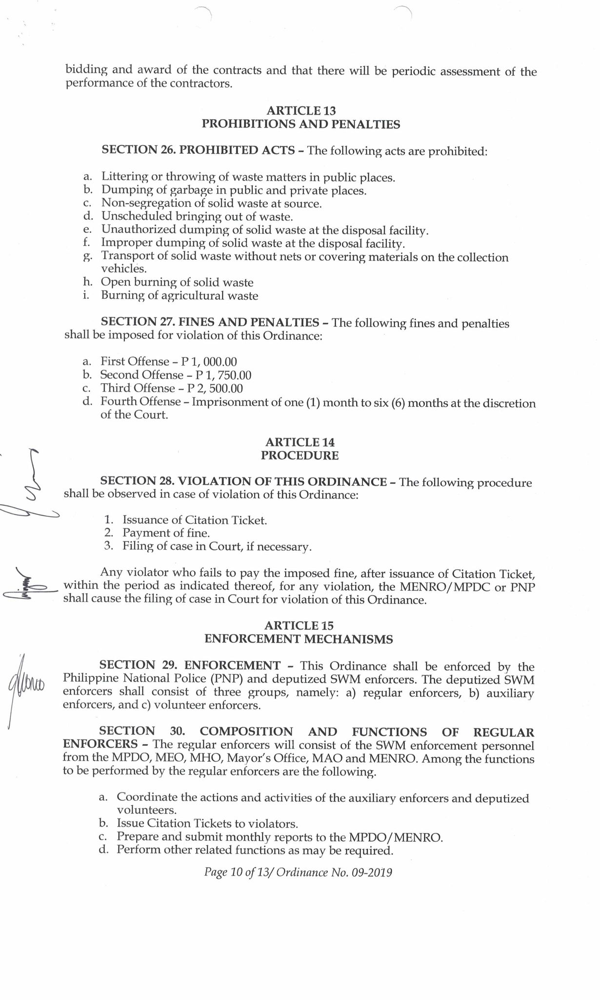 bidding and award of the contracts and that there will be periodic assessment of the
performance of the contractors.
ARTICLE 13
PROHIBITIONS AND PENALTIES
SECTION 26. PROHIBITED ACTS – The following acts are prohibited:
a. Littering or throwing of waste matters in public places.
b. Dumping of garbage in public and private places.
c. Non-segregation of solid waste at source.
d. Unscheduled bringing out of waste.
e. Unauthorized dumping of solid waste at the disposal facility.
f. Improper dumping of solid waste at the disposal facility.
g. Transport of solid waste without nets or covering materials on the collection
vehicles.
h. Open burning of solid waste
i. Burning of agricultural waste
SECTION 27. FINES AND PENALTIES – The following fines and penalties
shall be imposed for violation of this Ordinance:
a. First Offense – P 1, 000.00
b. Second Offense – P 1, 750.00
c. Third Offense – P 2, 500.00
d. Fourth Offense – Imprisonment of one (1) month to six (6) months at the discretion
of the Court.
ARTICLE 14
PROCEDURE
SECTION 28. VIOLATION OF THIS ORDINANCE – The following procedure
shall be observed in case of violation of this Ordinance:
1. Issuance of Citation Ticket.
2. Payment of fine.
3. Filing of case in Court, if necessary.
Any violator who fails to pay the imposed fine, after issuance of Citation Ticket,
within the period as indicated thereof, for any violation, the MENRO/MPDC or PNP
shall cause the filing of case in Court for violation of this Ordinance.
ARTICLE 15
ENFORCEMENT MECHANISMS
SECTION 29. ENFORCEMENT – This Ordinance shall be enforced by the
Philippine National Police (PNP) and deputized SWM enforcers. The deputized SWM
enforcers shall consist of three groups, namely: a) regular enforcers, b) auxiliary
enforcers, and c) volunteer enforcers.
SECTION 30. COMPOSITION AND FUNCTIONS OF REGULAR
ENFORCERS – The regular enforcers will consist of the SWM enforcement personnel
from the MPDO, MEO, MHO, Mayor's Office, MAO and MENRO. Among the functions
to be performed by the regular enforcers are the following.
a. Coordinate the actions and activities of the auxiliary enforcers and deputized
volunteers.
b. Issue Citation Tickets to violators.
c. Prepare and submit monthly reports to the MPDO/MENRO.
d. Perform other related functions as may be required.
Page 10 of 13/ Ordinance No. 09-2019